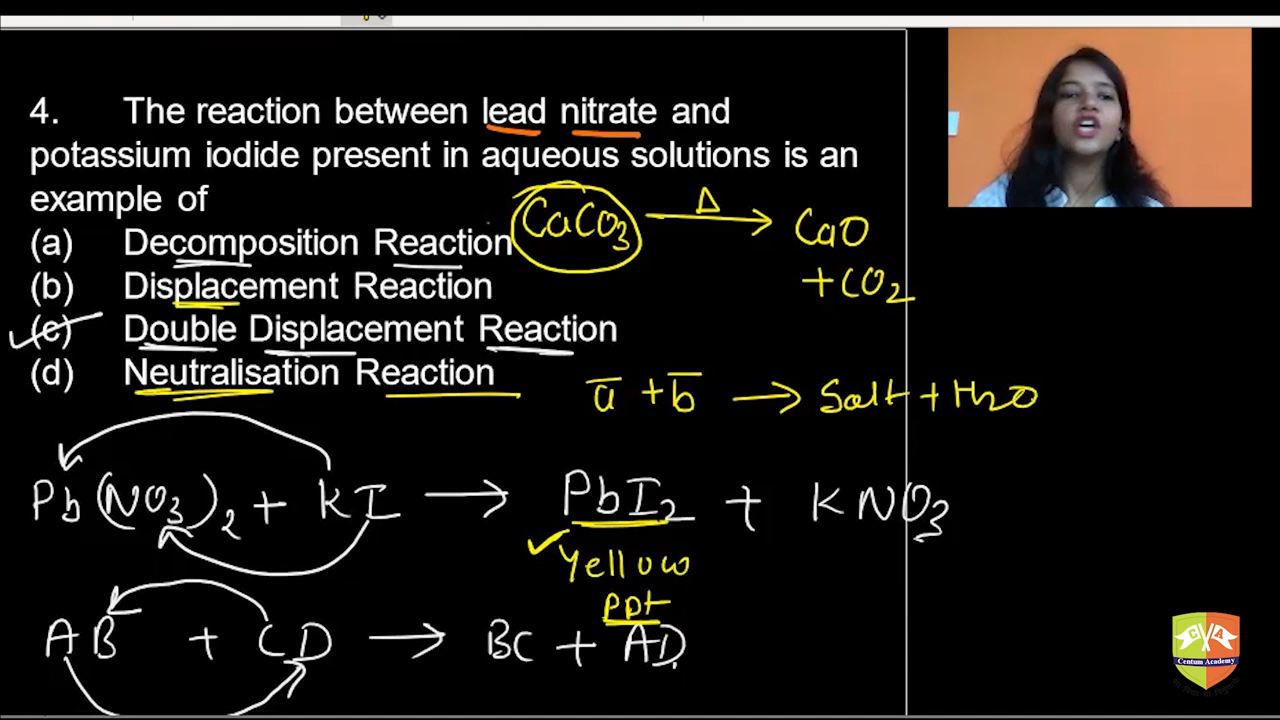 4. The reaction between lead nitrate and
potassium iodide present in aqueous solutions is an
example of
(a) Decomposition Reaction
(b) Displacement Reaction
(c) Double Displacement Reaction
(d) Neutralisation Reaction
CaCO3 Δ→ CaO
+CO2
a + b → Salt + H2O
Pb(NO3)2 + KI → PbI2 + KNO3
Yellow
PPt
AB + CD → BC + AD
CA
Centum Academy